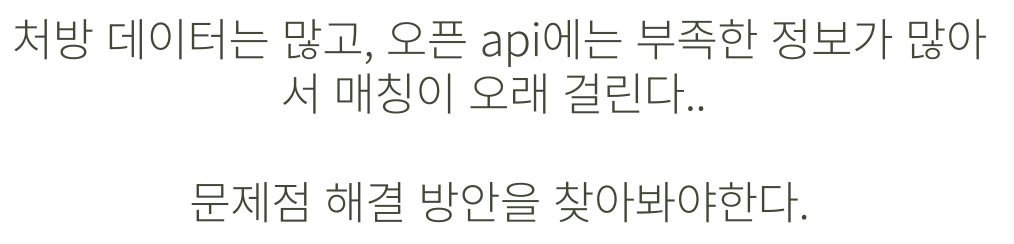 처방 데이터는 많고, 오픈 api에는 부족한 정보가 많아
서 매칭이 오래 걸린다..
문제점 해결 방안을 찾아봐야한다.